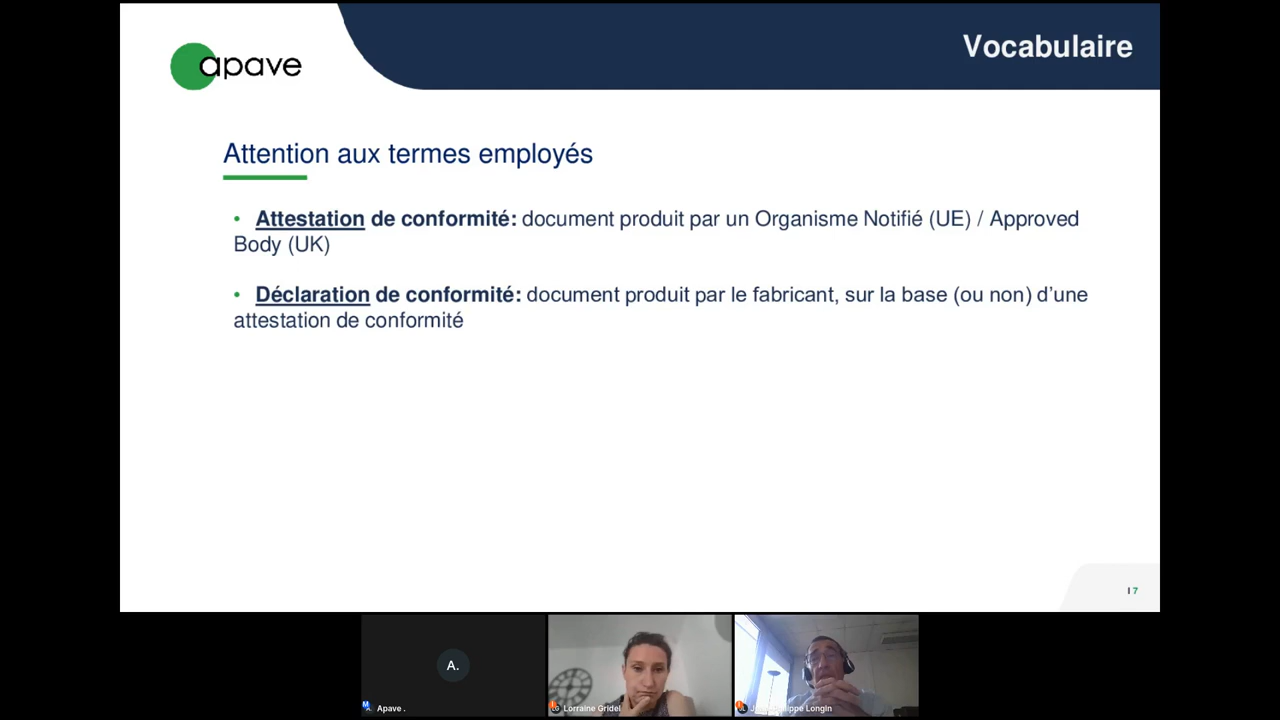 apave
Vocabulaire
Attention aux termes employés
• Attestation de conformité: document produit par un Organisme Notifié (UE) / Approved
Body (UK)
• Déclaration de conformité: document produit par le fabricant, sur la base (ou non) d'une
attestation de conformité
I 7
A.
Apave .
Lorraine Gridel
Longin